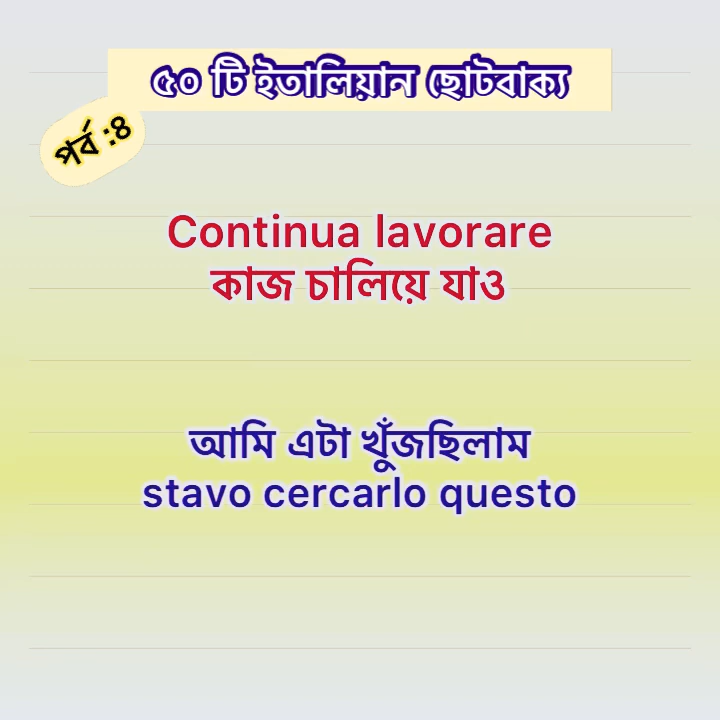 ৫০ টি ইতালিয়ান ছোটবাক্য
পর্ব :৪
Continua lavorare
কাজ চালিয়ে যাও
আমি এটা খুঁজছিলাম
stavo cercarlo questo